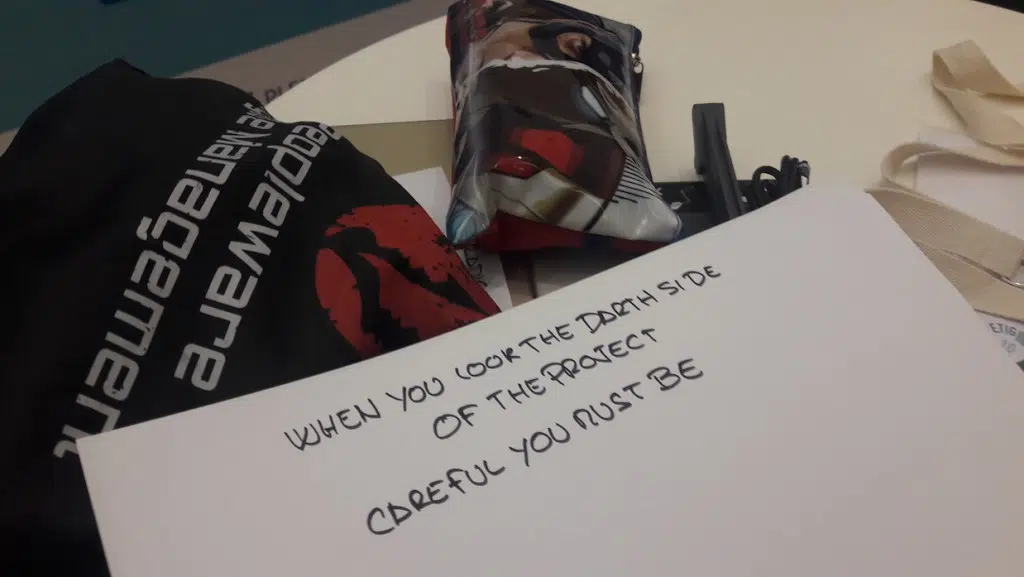 Peopleware
Management
WHEN YOU LOOK THE DARTH SIDE
OF THE PROJECT
CAREFUL YOU MUST BE